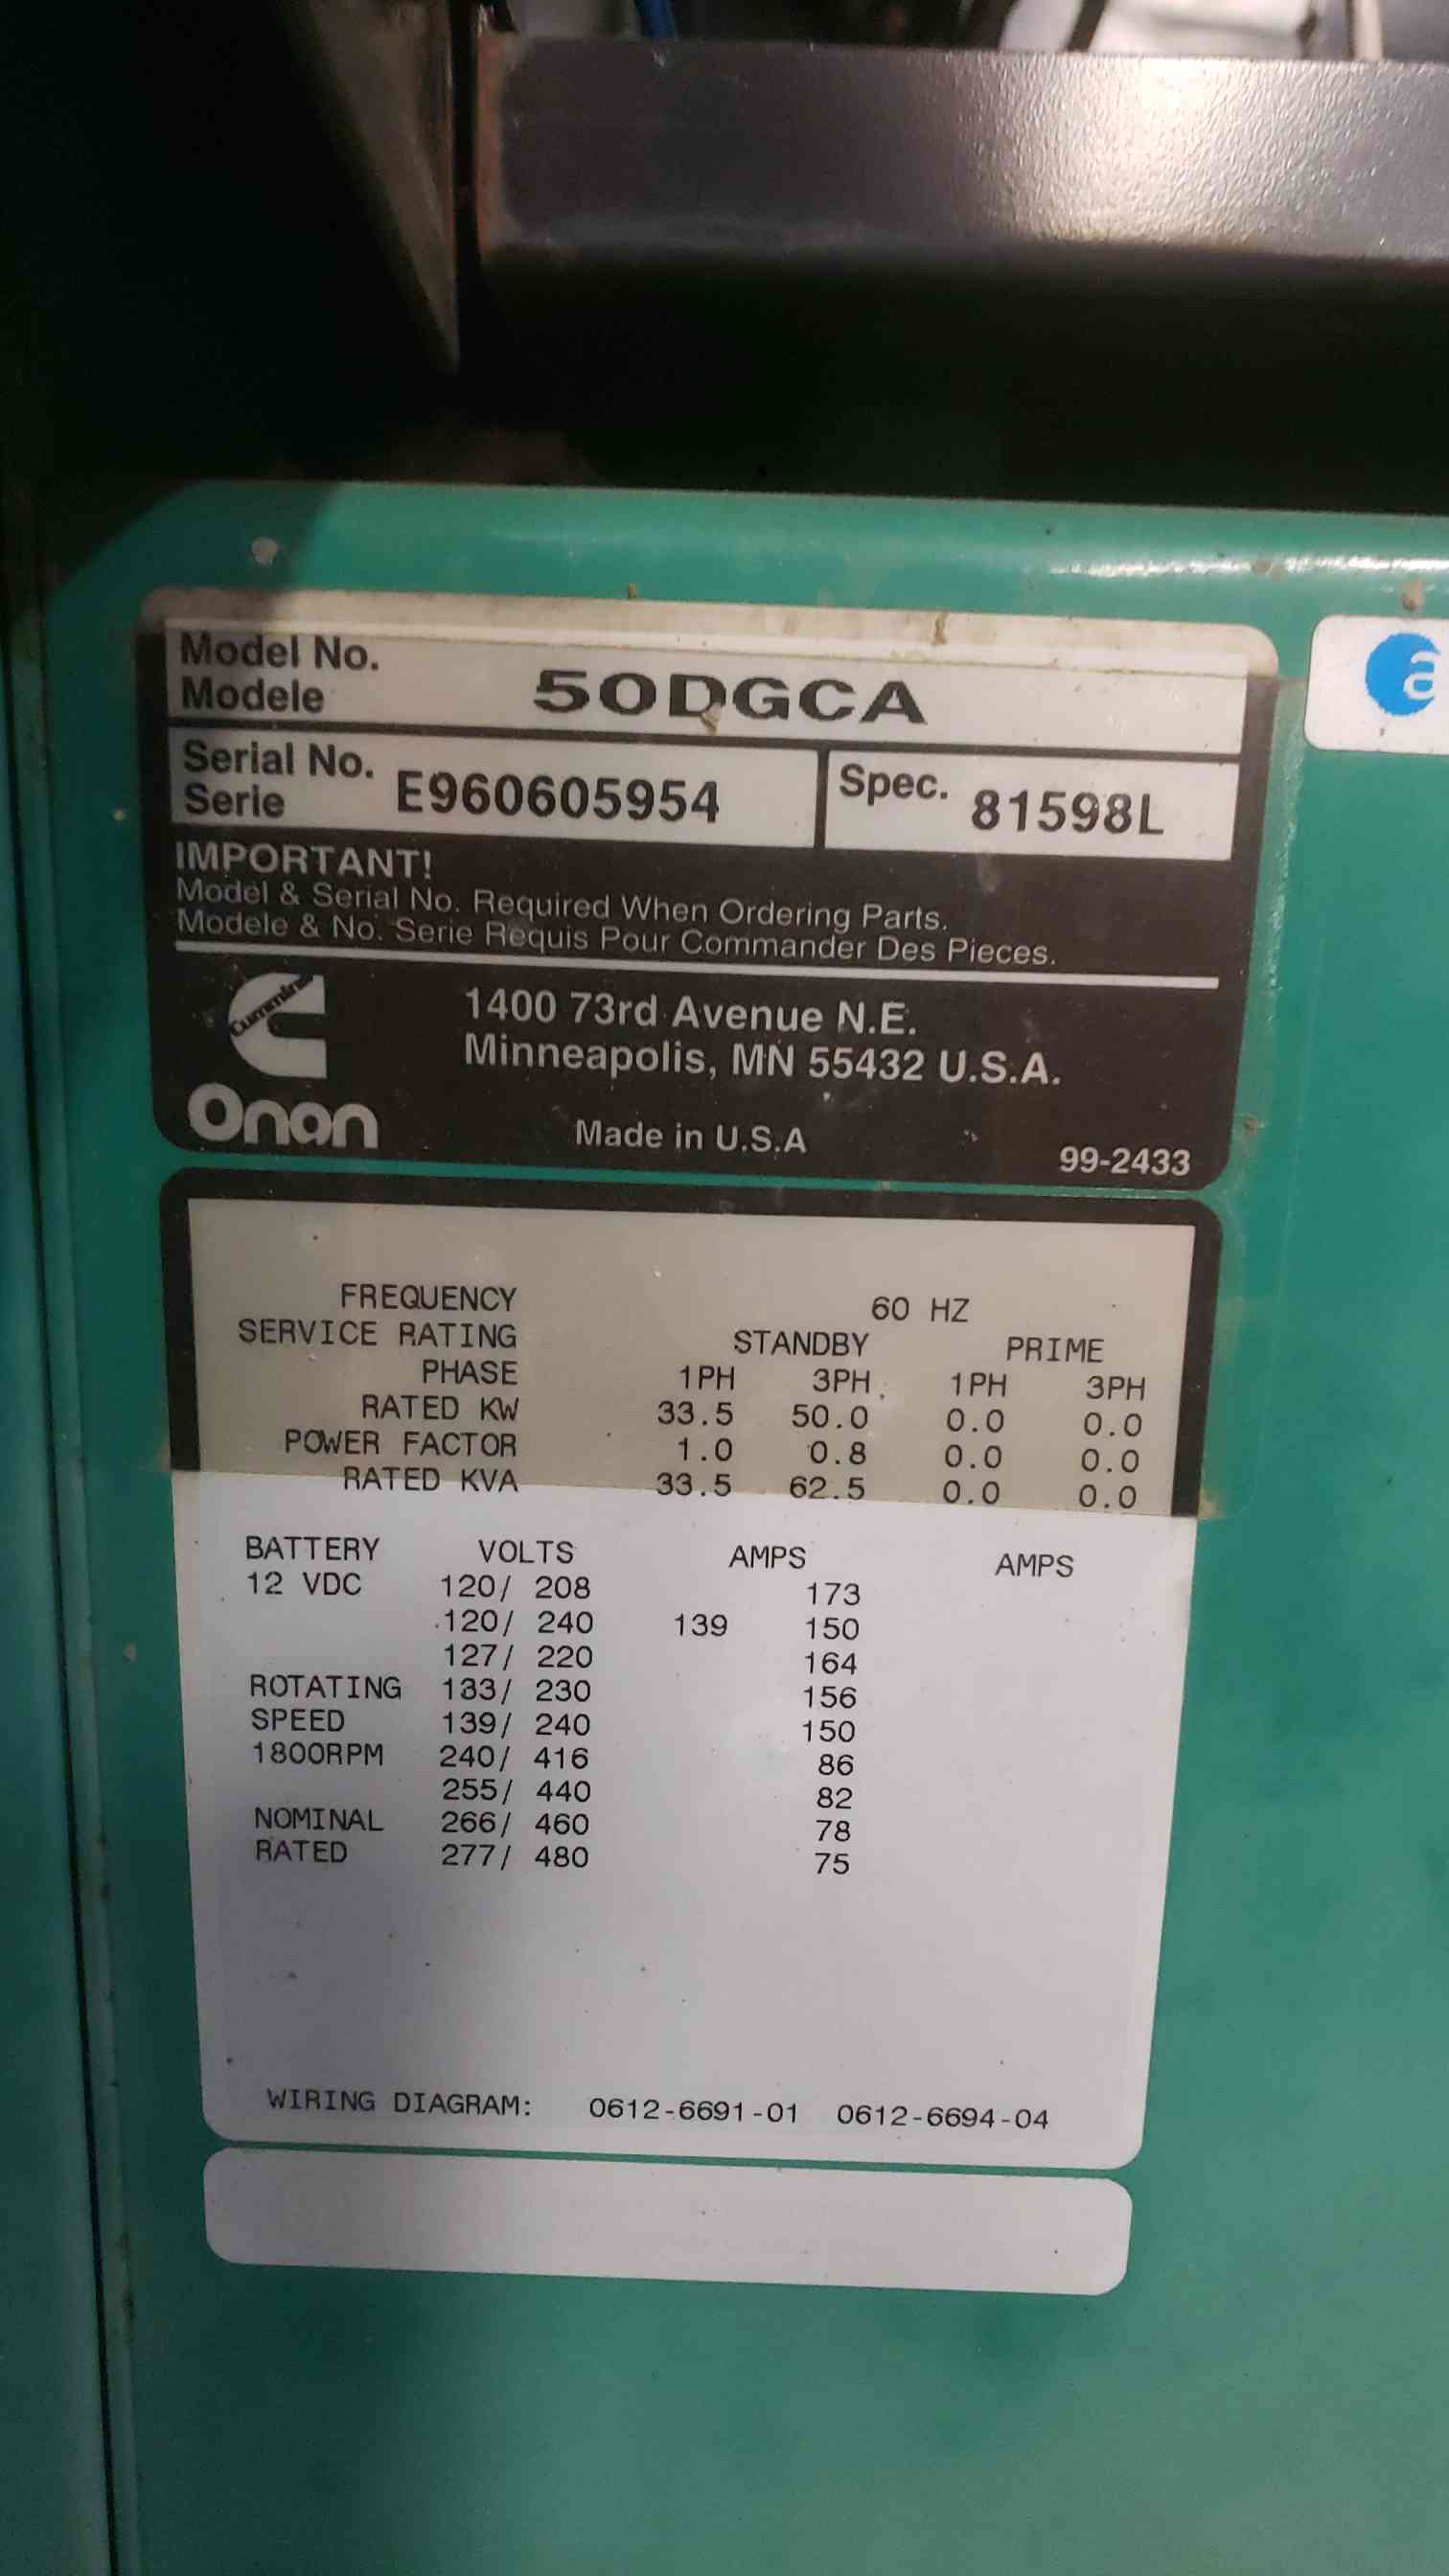 Model No.
Modele
50DGCA
Serial No.
Serie
E960605954
Spec. 81598L
IMPORTANT!
Model & Serial No. Required When Ordering Parts.
Modele & No. Serie Requis Pour Commander Des Pieces.
Cummins
Onan
1400 73rd Avenue N.E.
Minneapolis, MN 55432 U.S.A.
Made in U.S.A
99-2433
FREQUENCY 60 HZ
SERVICE RATING STANDBY PRIME
PHASE 1PH 3PH 1PH 3PH
RATED KW 33.5 50.0 0.0 0.0
POWER FACTOR 1.0 0.8 0.0 0.0
RATED KVA 33.5 62.5 0.0 0.0
BATTERY VOLTS AMPS AMPS
12 VDC 120/ 208 173
120/ 240 139 150
127/ 220 164
ROTATING 133/ 230 156
SPEED 139/ 240 150
1800RPM 240/ 416 86
255/ 440 82
NOMINAL 266/ 460 78
RATED 277/ 480 75
WIRING DIAGRAM: 0612-6691-01 0612-6694-04
a